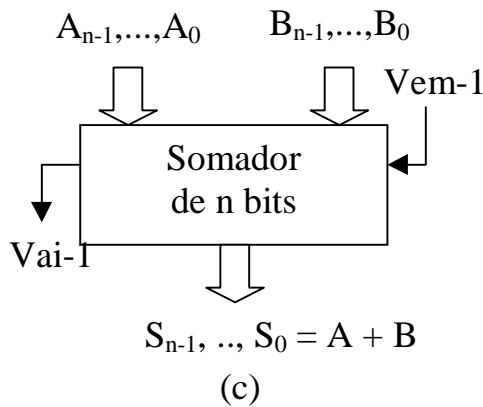 Aₙ₋₁,...,A₀ Bₙ₋₁,...,B₀
Vem-1
Somador
de n bits
Vai-1
Sₙ₋₁, .., S₀ = A + B
(c)